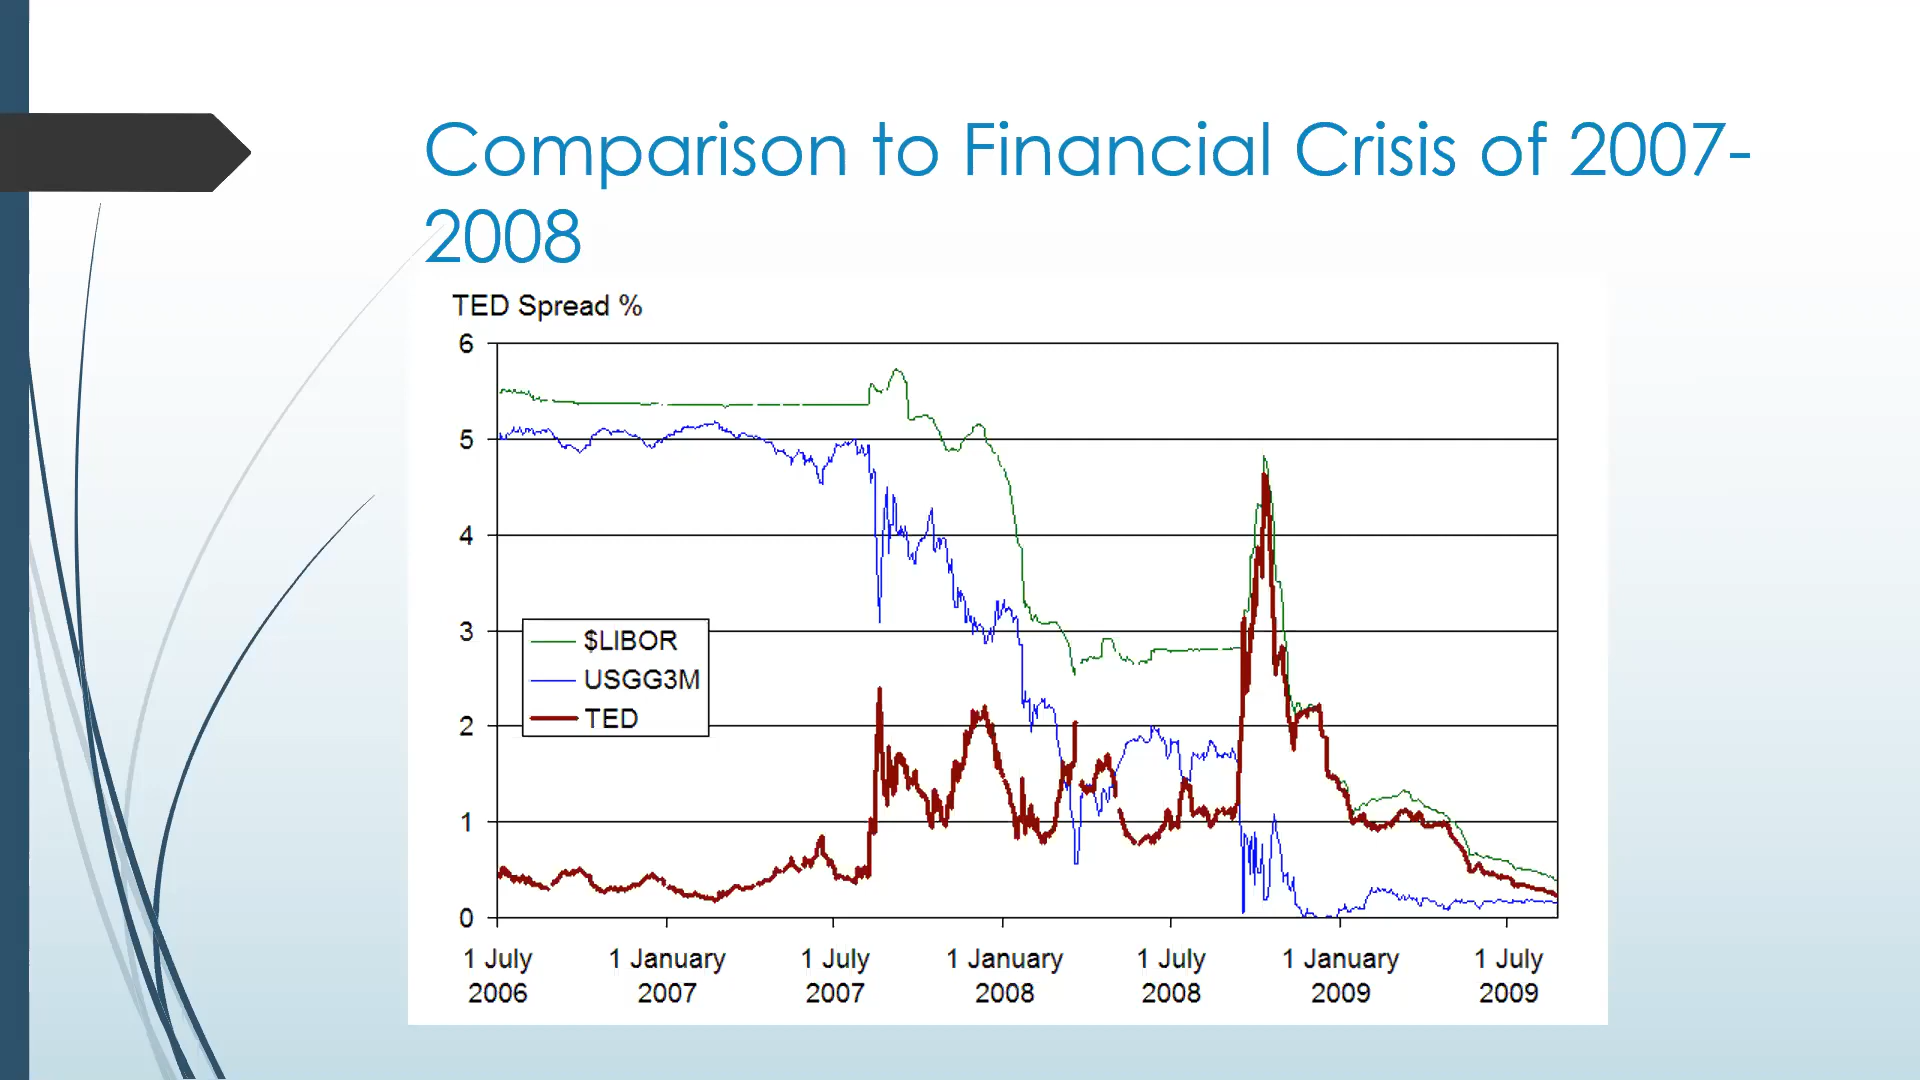 Comparison to Financial Crisis of 2007-
2008
TED Spread %
6
5
4
3
2
1
0
$LIBOR
USGG3M
TED
1 July 2006
1 January 2007
1 July 2007
1 January 2008
1 July 2008
1 January 2009
1 July 2009